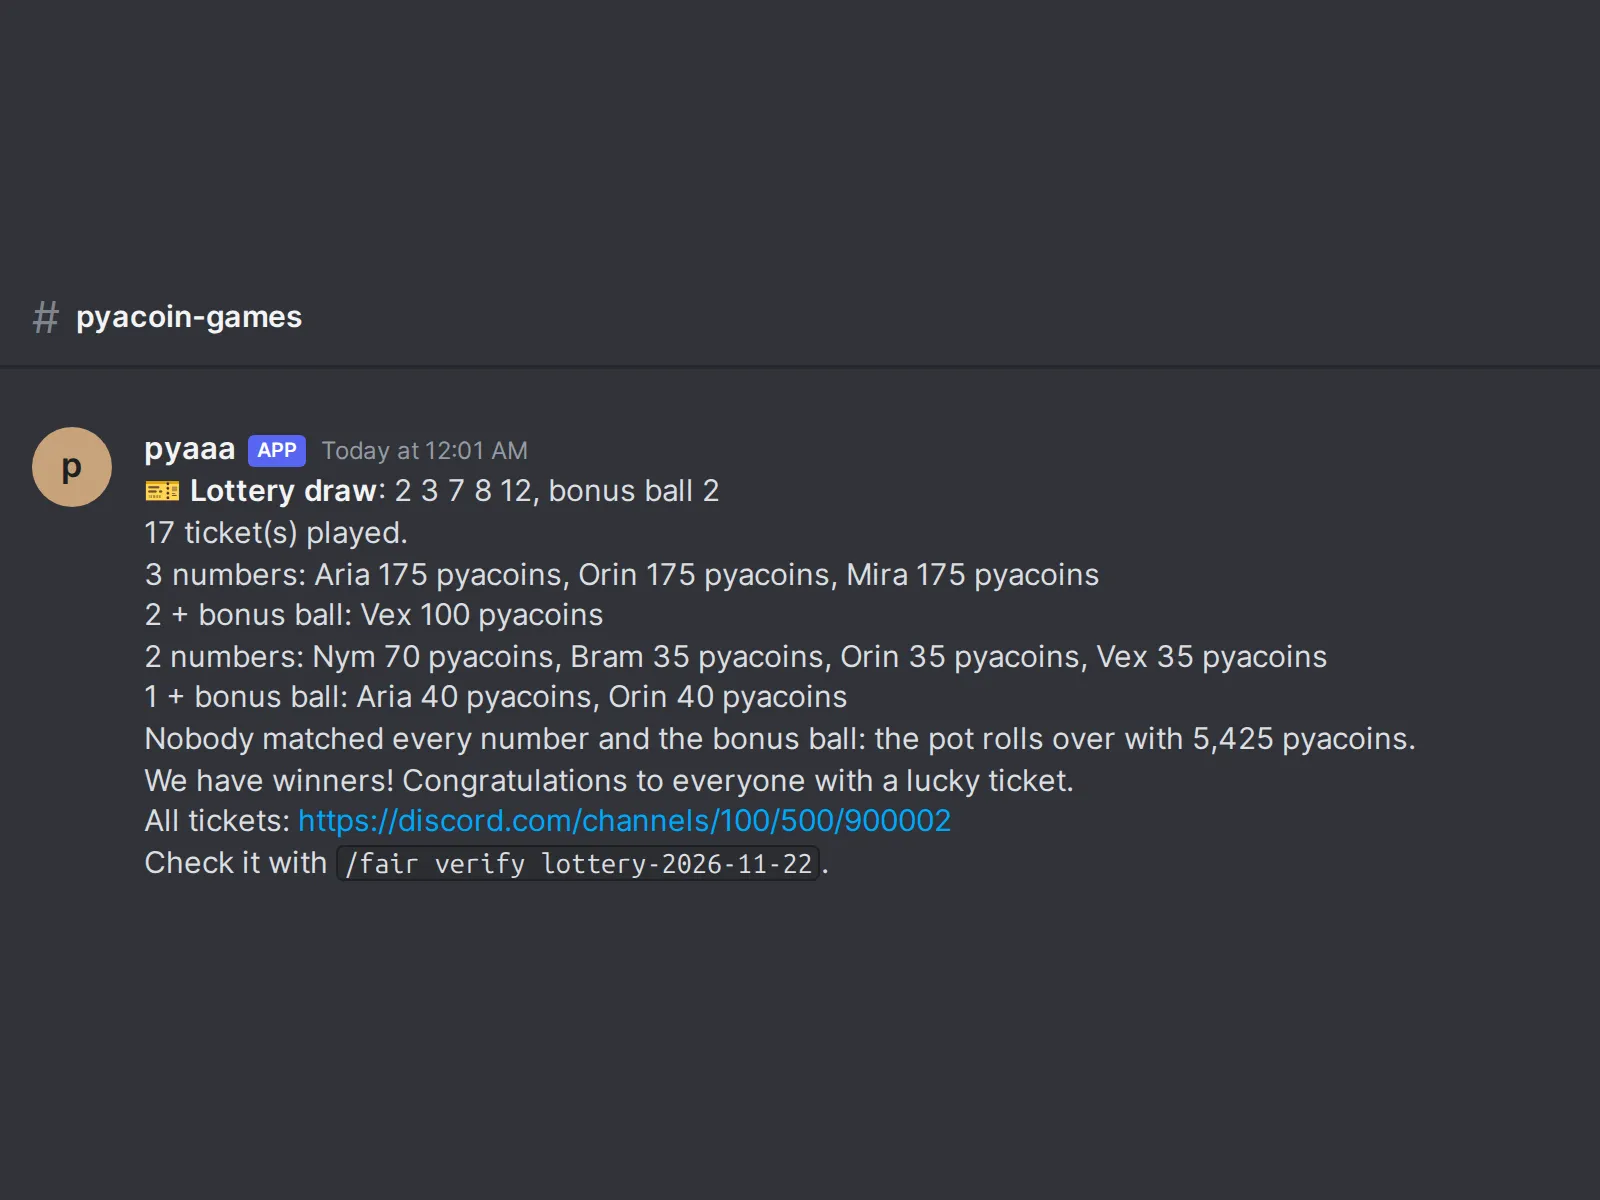 # pyacoin-games
p
pyaaa APP Today at 12:01 AM
🎫 Lottery draw: 2 3 7 8 12, bonus ball 2
17 ticket(s) played.
3 numbers: Aria 175 pyacoins, Orin 175 pyacoins, Mira 175 pyacoins
2 + bonus ball: Vex 100 pyacoins
2 numbers: Nym 70 pyacoins, Bram 35 pyacoins, Orin 35 pyacoins, Vex 35 pyacoins
1 + bonus ball: Aria 40 pyacoins, Orin 40 pyacoins
Nobody matched every number and the bonus ball: the pot rolls over with 5,425 pyacoins.
We have winners! Congratulations to everyone with a lucky ticket.
All tickets: https://discord.com/channels/100/500/900002
Check it with /fair verify lottery-2026-11-22.